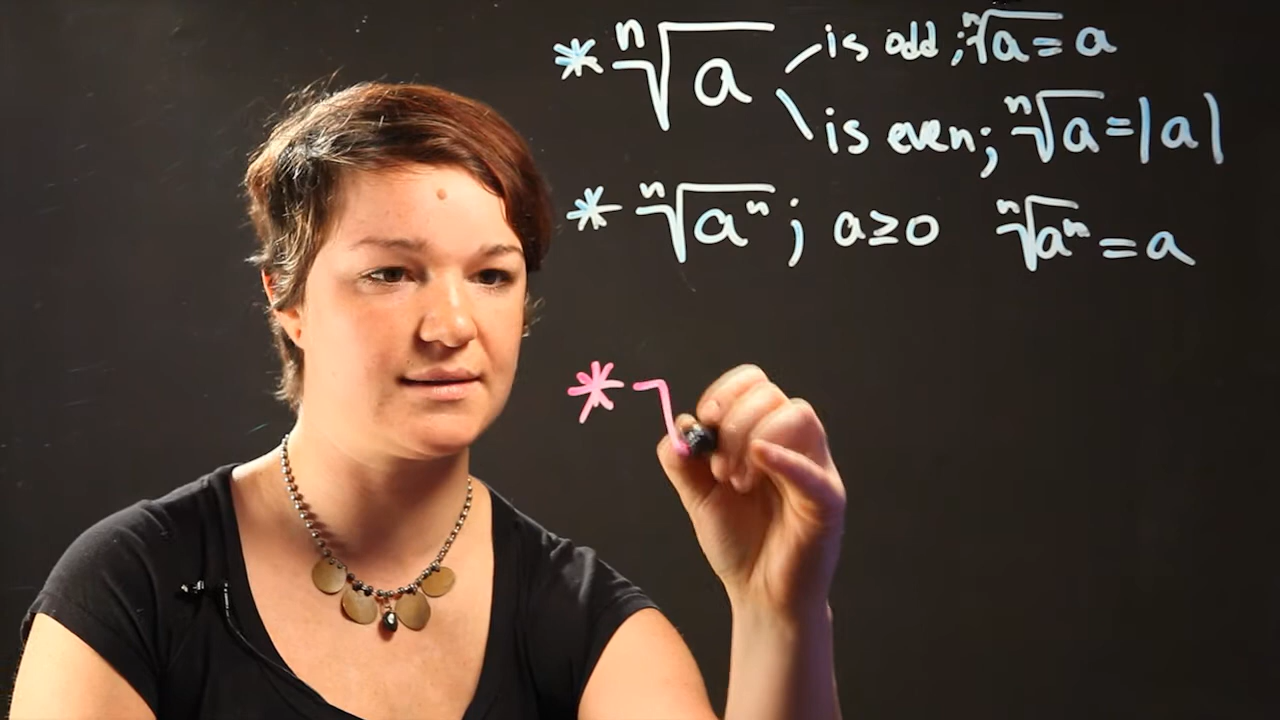 * ⁿ√a is odd; ⁿ√a = a
is even; ⁿ√a = |a|
* ⁿ√aⁿ ; a ≥ 0 ⁿ√aⁿ = a
* √